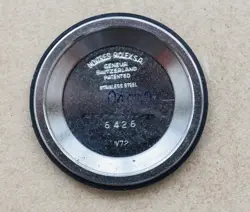 MONTRES ROLEX S.A.
GENEVA
SWITZERLAND
PATENTED
STAINLESS STEEL
6426